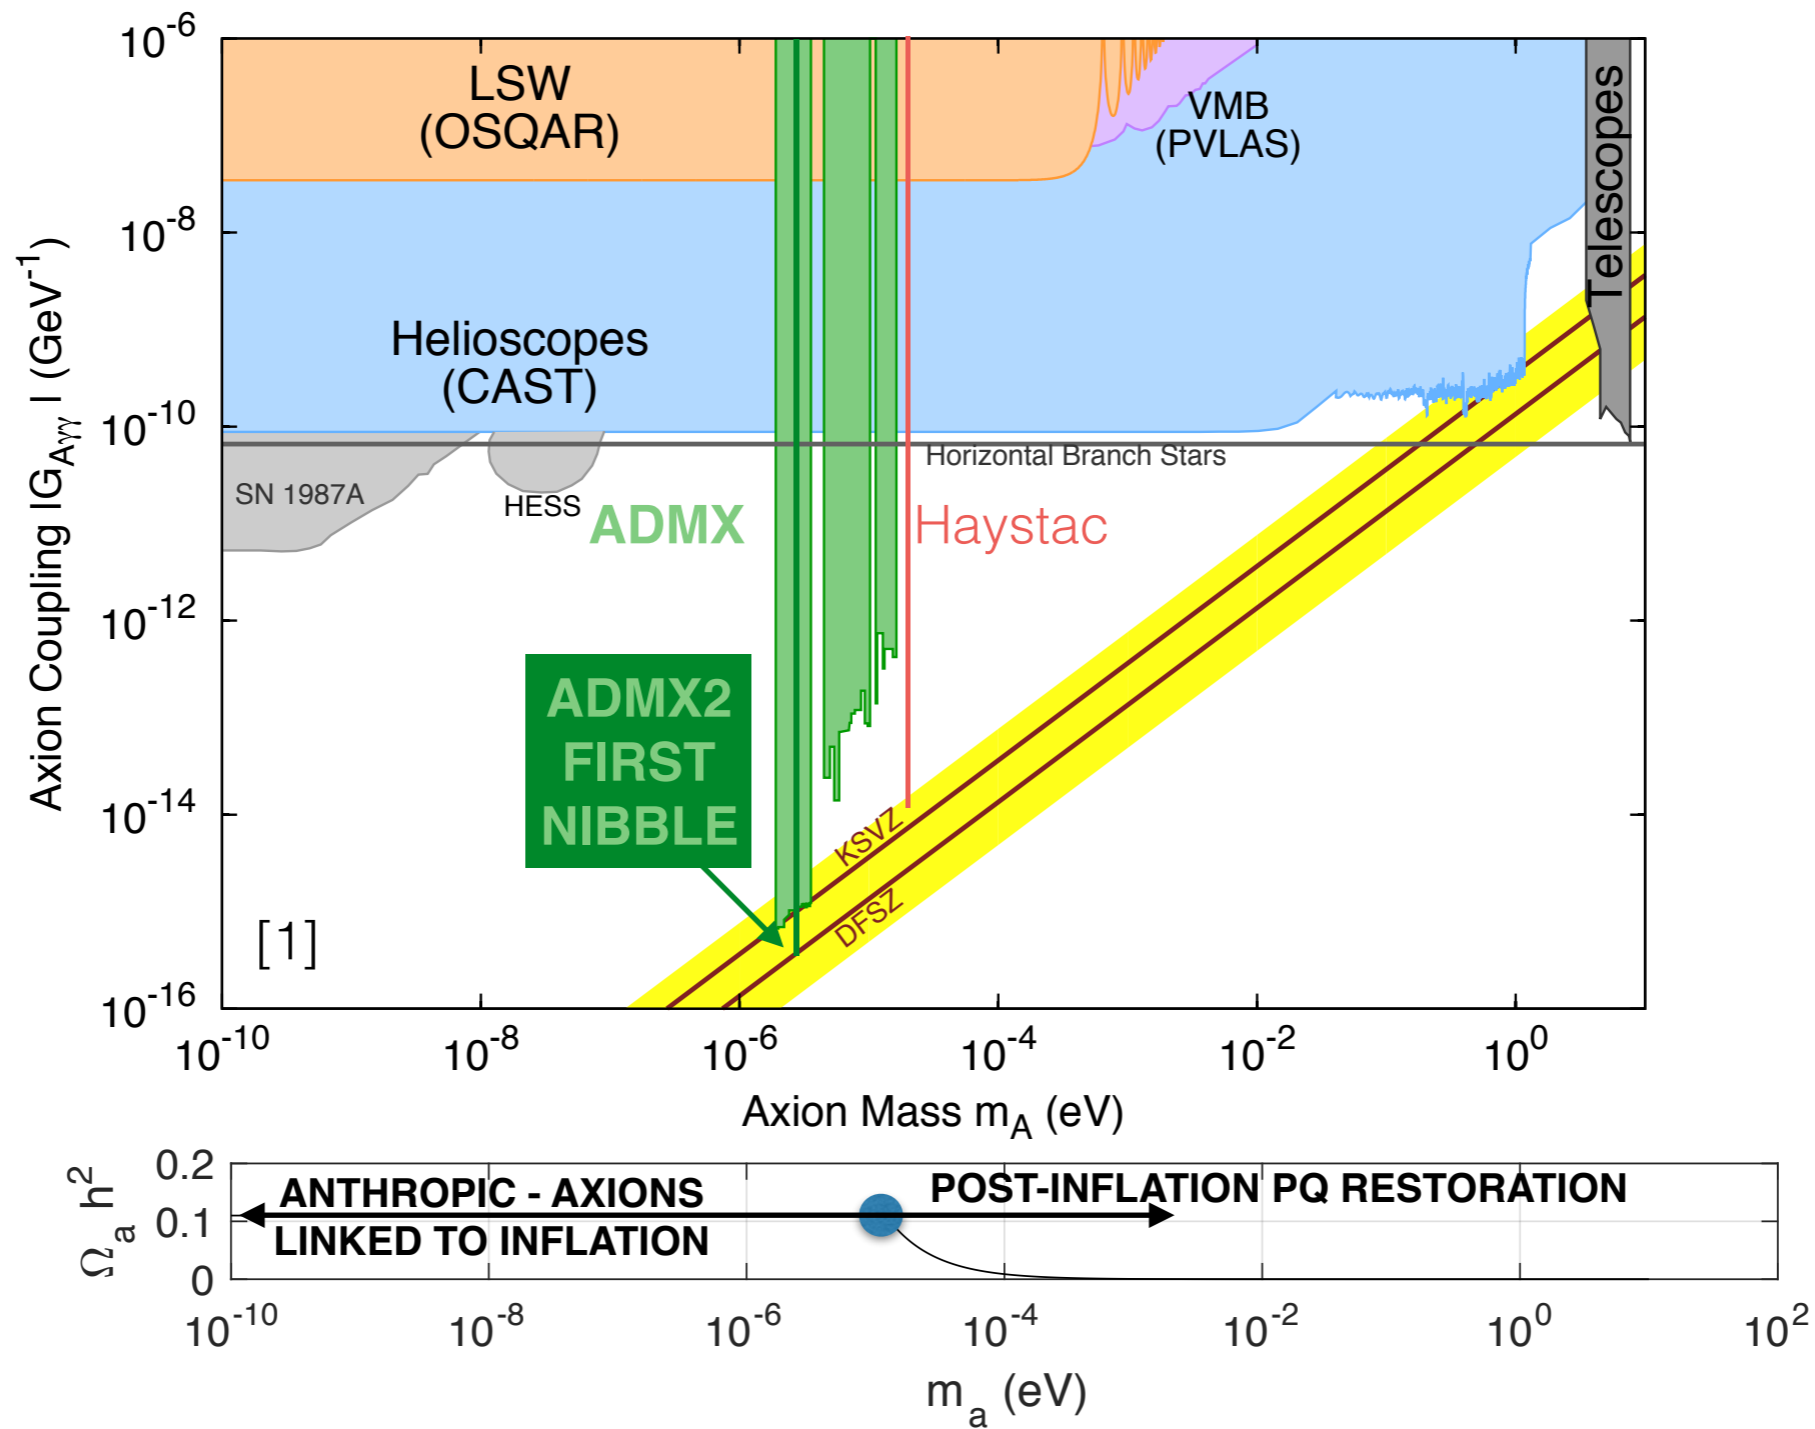 10-6
10-8
10-10
10-12
10-14
10-16
Axion Coupling |GAγγ | (GeV-1)
LSW
(OSQAR)
VMB
(PVLAS)
Telescopes
Helioscopes
(CAST)
Horizontal Branch Stars
SN 1987A
HESS
ADMX
Haystac
ADMX2
FIRST
NIBBLE
KSVZ
DFSZ
[1]
10-10
10-8
10-6
10-4
10-2
100
Axion Mass mA (eV)
Ωa h2
0.2
0.1
0
ANTHROPIC - AXIONS
LINKED TO INFLATION
POST-INFLATION PQ RESTORATION
10-10
10-8
10-6
10-4
10-2
100
102
ma (eV)